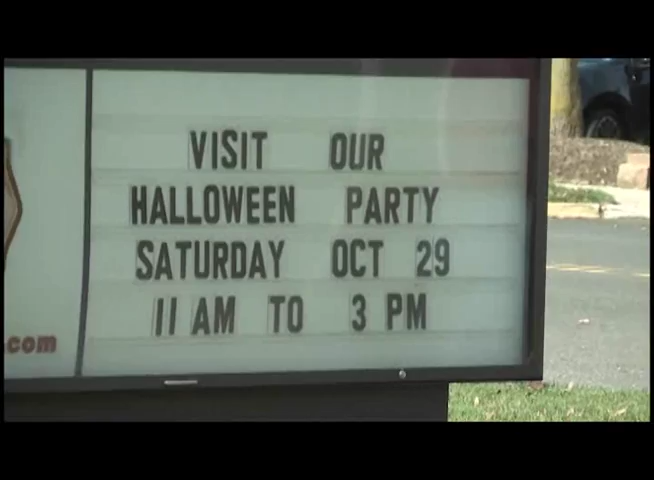 VISIT OUR
HALLOWEEN PARTY
SATURDAY OCT 29
11 AM TO 3 PM
.com